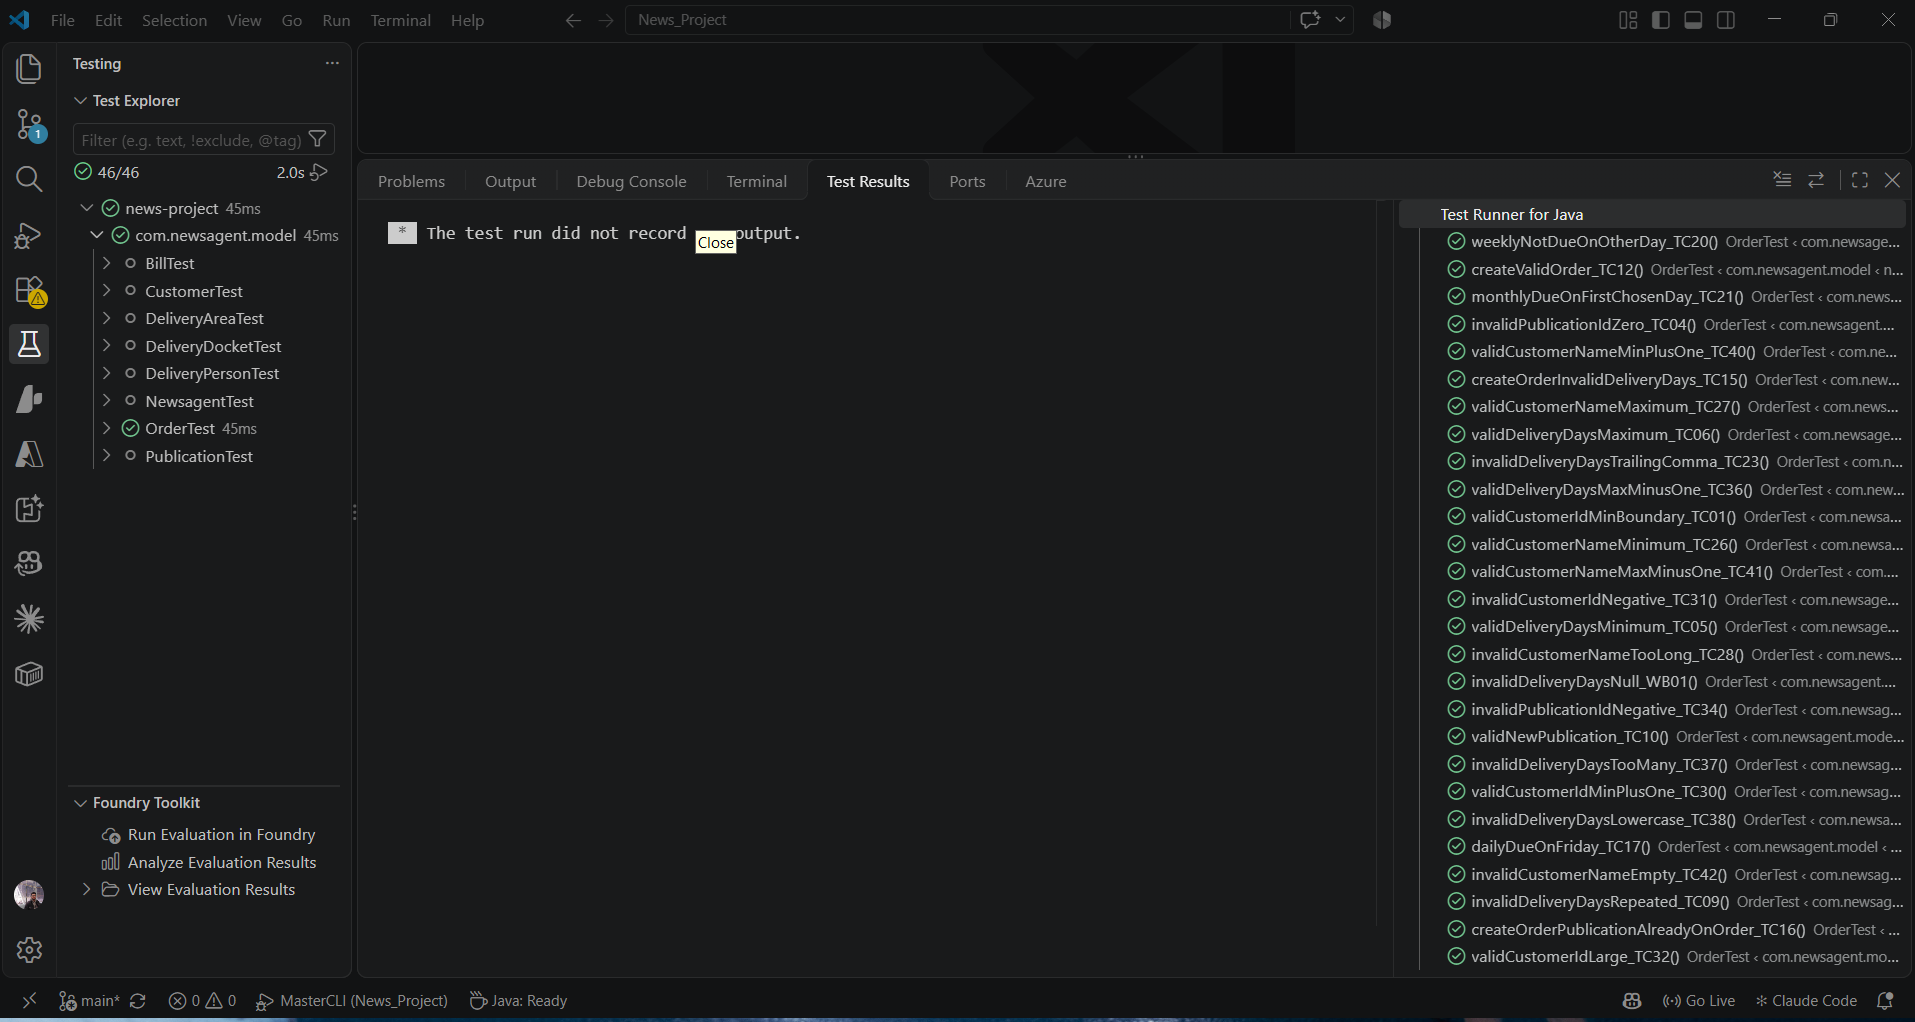 File Edit Selection View Go Run Terminal Help
News_Project
Testing
Test Explorer
Filter (e.g. text, !exclude, @tag)
46/46 2.0s
news-project 45ms
com.newsagent.model 45ms
BillTest
CustomerTest
DeliveryAreaTest
DeliveryDocketTest
DeliveryPersonTest
NewsagentTest
OrderTest 45ms
PublicationTest
Foundry Toolkit
Run Evaluation in Foundry
Analyze Evaluation Results
View Evaluation Results
1
Problems Output Debug Console Terminal Test Results Ports Azure
* The test run did not record output.
Close
Test Runner for Java
weeklyNotDueOnOtherDay_TC20() OrderTest ‹ com.newsage...
createValidOrder_TC12() OrderTest ‹ com.newsagent.model ‹ n...
monthlyDueOnFirstChosenDay_TC21() OrderTest ‹ com.news...
invalidPublicationIdZero_TC04() OrderTest ‹ com.newsagent....
validCustomerNameMinPlusOne_TC40() OrderTest ‹ com.ne...
createOrderInvalidDeliveryDays_TC15() OrderTest ‹ com.new...
validCustomerNameMaximum_TC27() OrderTest ‹ com.news...
validDeliveryDaysMaximum_TC06() OrderTest ‹ com.newsage...
invalidDeliveryDaysTrailingComma_TC23() OrderTest ‹ com.n...
validDeliveryDaysMaxMinusOne_TC36() OrderTest ‹ com.new...
validCustomerIdMinBoundary_TC01() OrderTest ‹ com.newsa...
validCustomerNameMinimum_TC26() OrderTest ‹ com.newsa...
validCustomerNameMaxMinusOne_TC41() OrderTest ‹ com....
invalidCustomerIdNegative_TC31() OrderTest ‹ com.newsage...
validDeliveryDaysMinimum_TC05() OrderTest ‹ com.newsage...
invalidCustomerNameTooLong_TC28() OrderTest ‹ com.news...
invalidDeliveryDaysNull_WB01() OrderTest ‹ com.newsagent....
invalidPublicationIdNegative_TC34() OrderTest ‹ com.newsag...
validNewPublication_TC10() OrderTest ‹ com.newsagent.mode...
invalidDeliveryDaysTooMany_TC37() OrderTest ‹ com.newsag...
validCustomerIdMinPlusOne_TC30() OrderTest ‹ com.newsag...
invalidDeliveryDaysLowercase_TC38() OrderTest ‹ com.newsa...
dailyDueOnFriday_TC17() OrderTest ‹ com.newsagent.model ‹ ...
invalidCustomerNameEmpty_TC42() OrderTest ‹ com.newsag...
invalidDeliveryDaysRepeated_TC09() OrderTest ‹ com.newsag...
createOrderPublicationAlreadyOnOrder_TC16() OrderTest ‹ ...
validCustomerIdLarge_TC32() OrderTest ‹ com.newsagent.mo...
main* 0 0 MasterCLI (News_Project) Java: Ready Go Live Claude Code